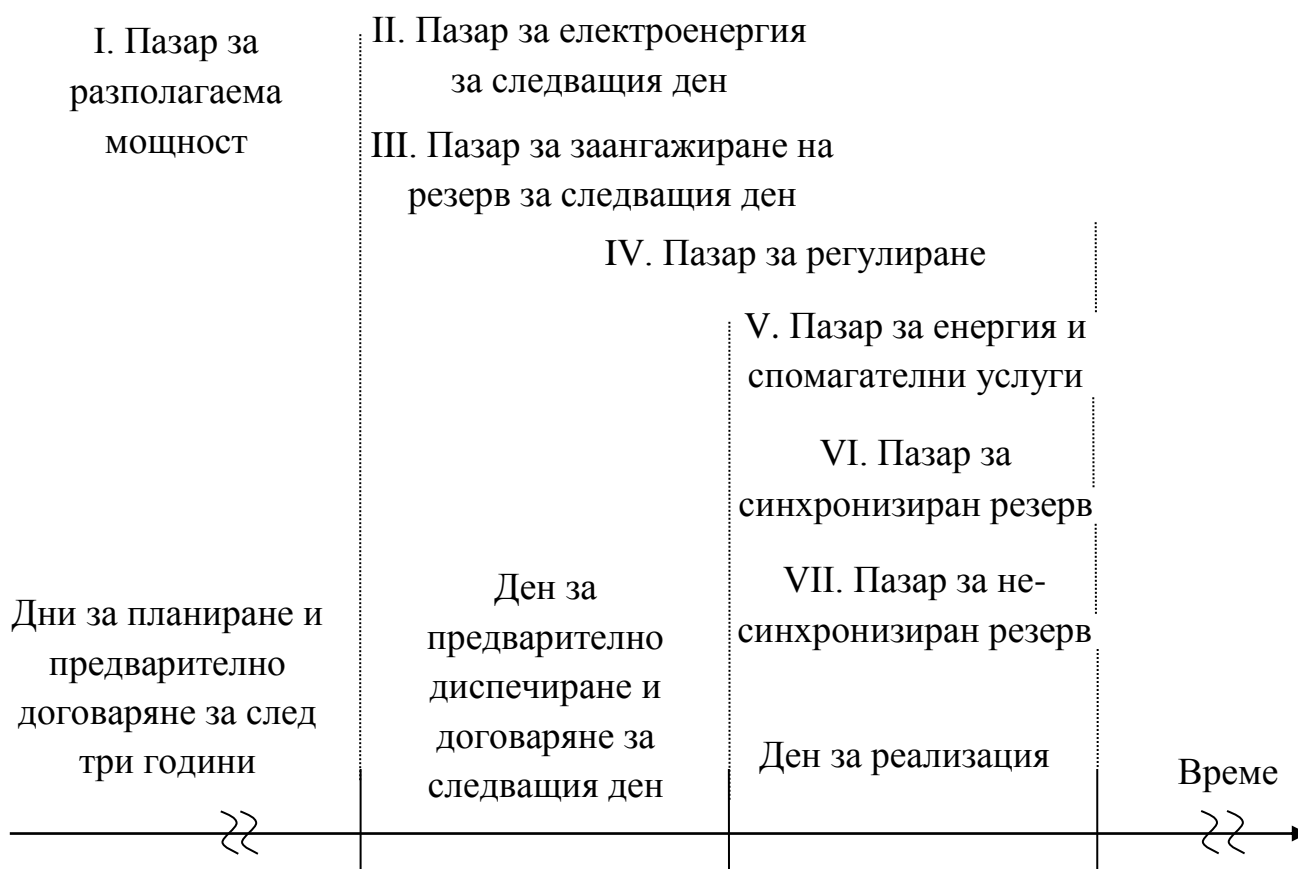 I. Пазар за
разполагаема
мощност
II. Пазар за електроенергия
за следващия ден
III. Пазар за заангажиране на
резерв за следващия ден
IV. Пазар за регулиране
V. Пазар за енергия и
спомагателни услуги
VI. Пазар за
синхронизиран резерв
VII. Пазар за не-
синхронизиран резерв
Дни за планиране и
предварително
договаряне за след
три години
Ден за
предварително
диспечиране и
договаряне за
следващия ден
Ден за реализация
Време